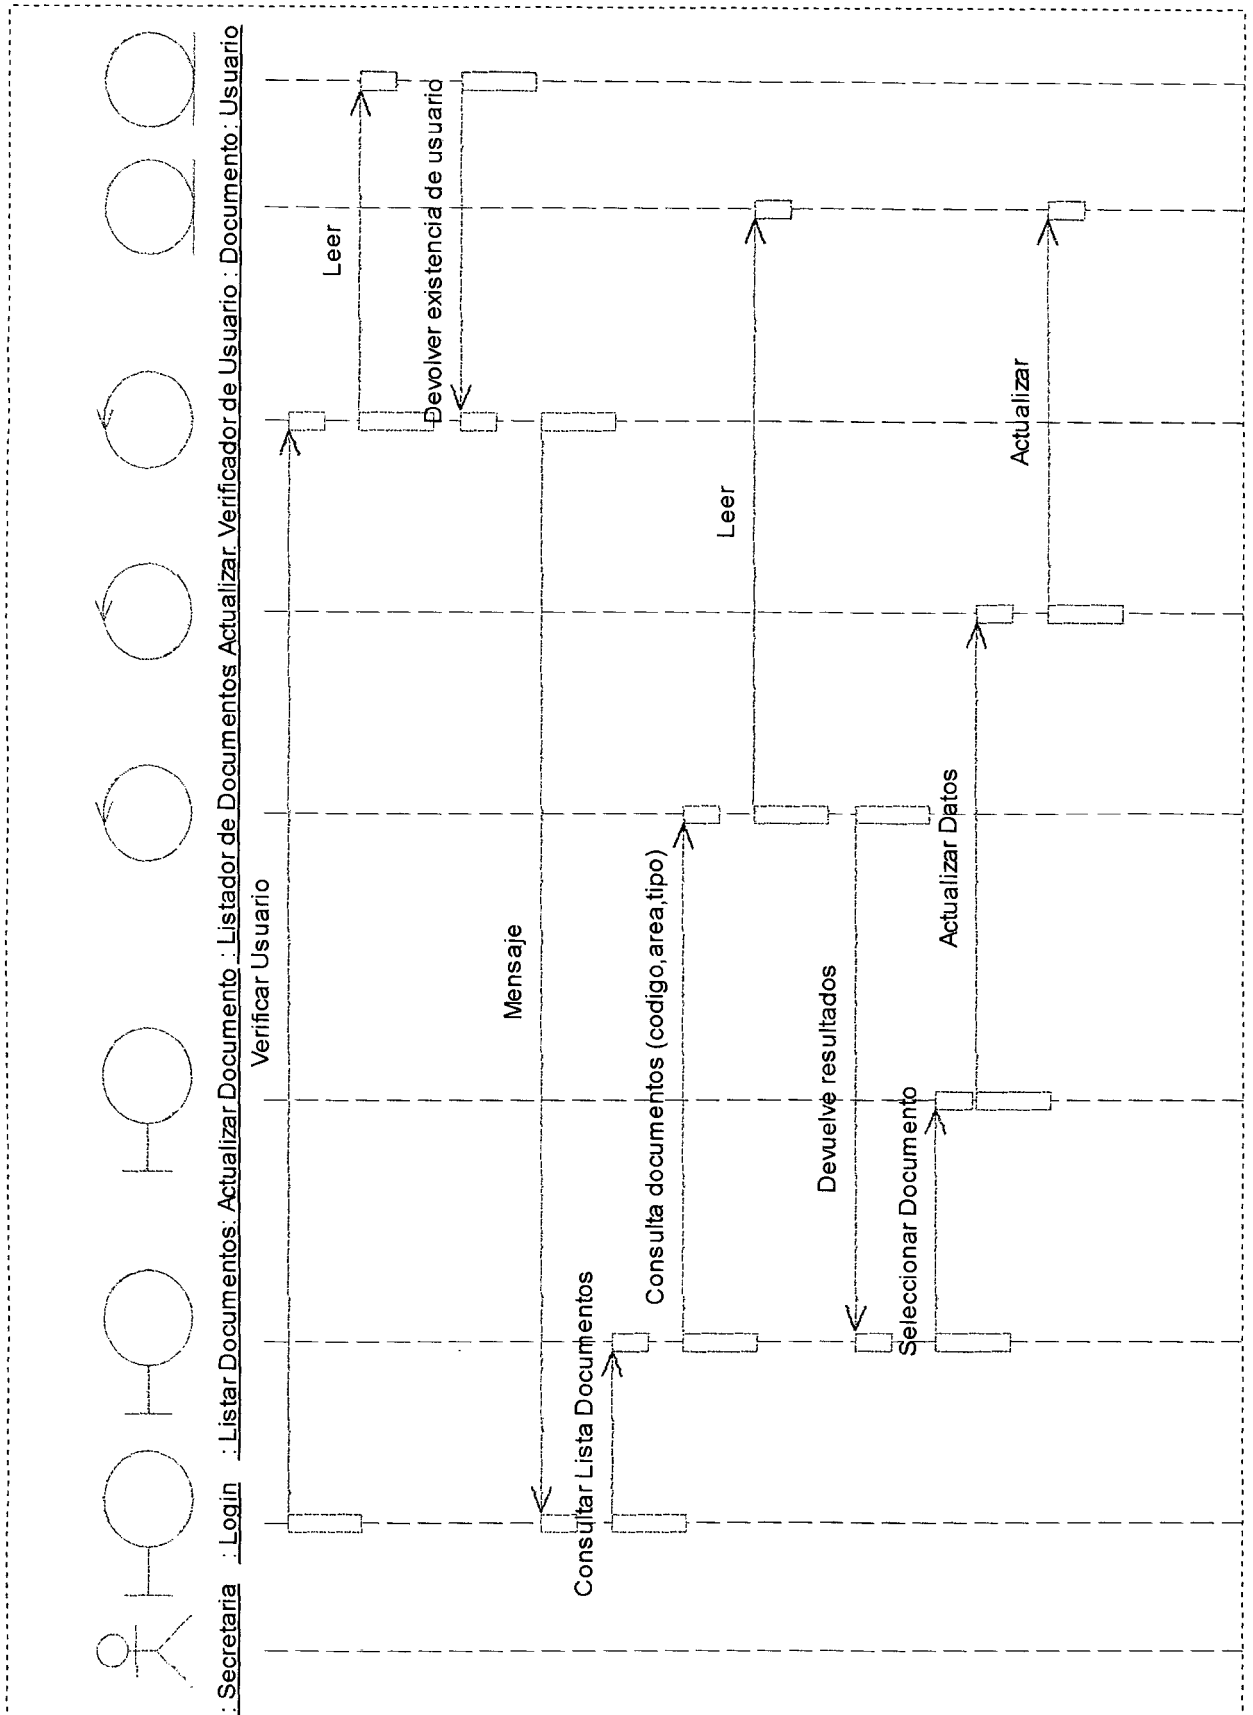 : Secretaria : Login : Listar Documentos: Actualizar Documento : Listador de Documentos Actualizar. Verificador de Usuario : Documento: Usuario
Verificar Usuario
Leer
Devolver existencia de usuario
Mensaje
Consultar Lista Documentos
Consulta documentos (codigo,area,tipo)
Leer
Devuelve resultados
Seleccionar Documento
Actualizar Datos
Actualizar